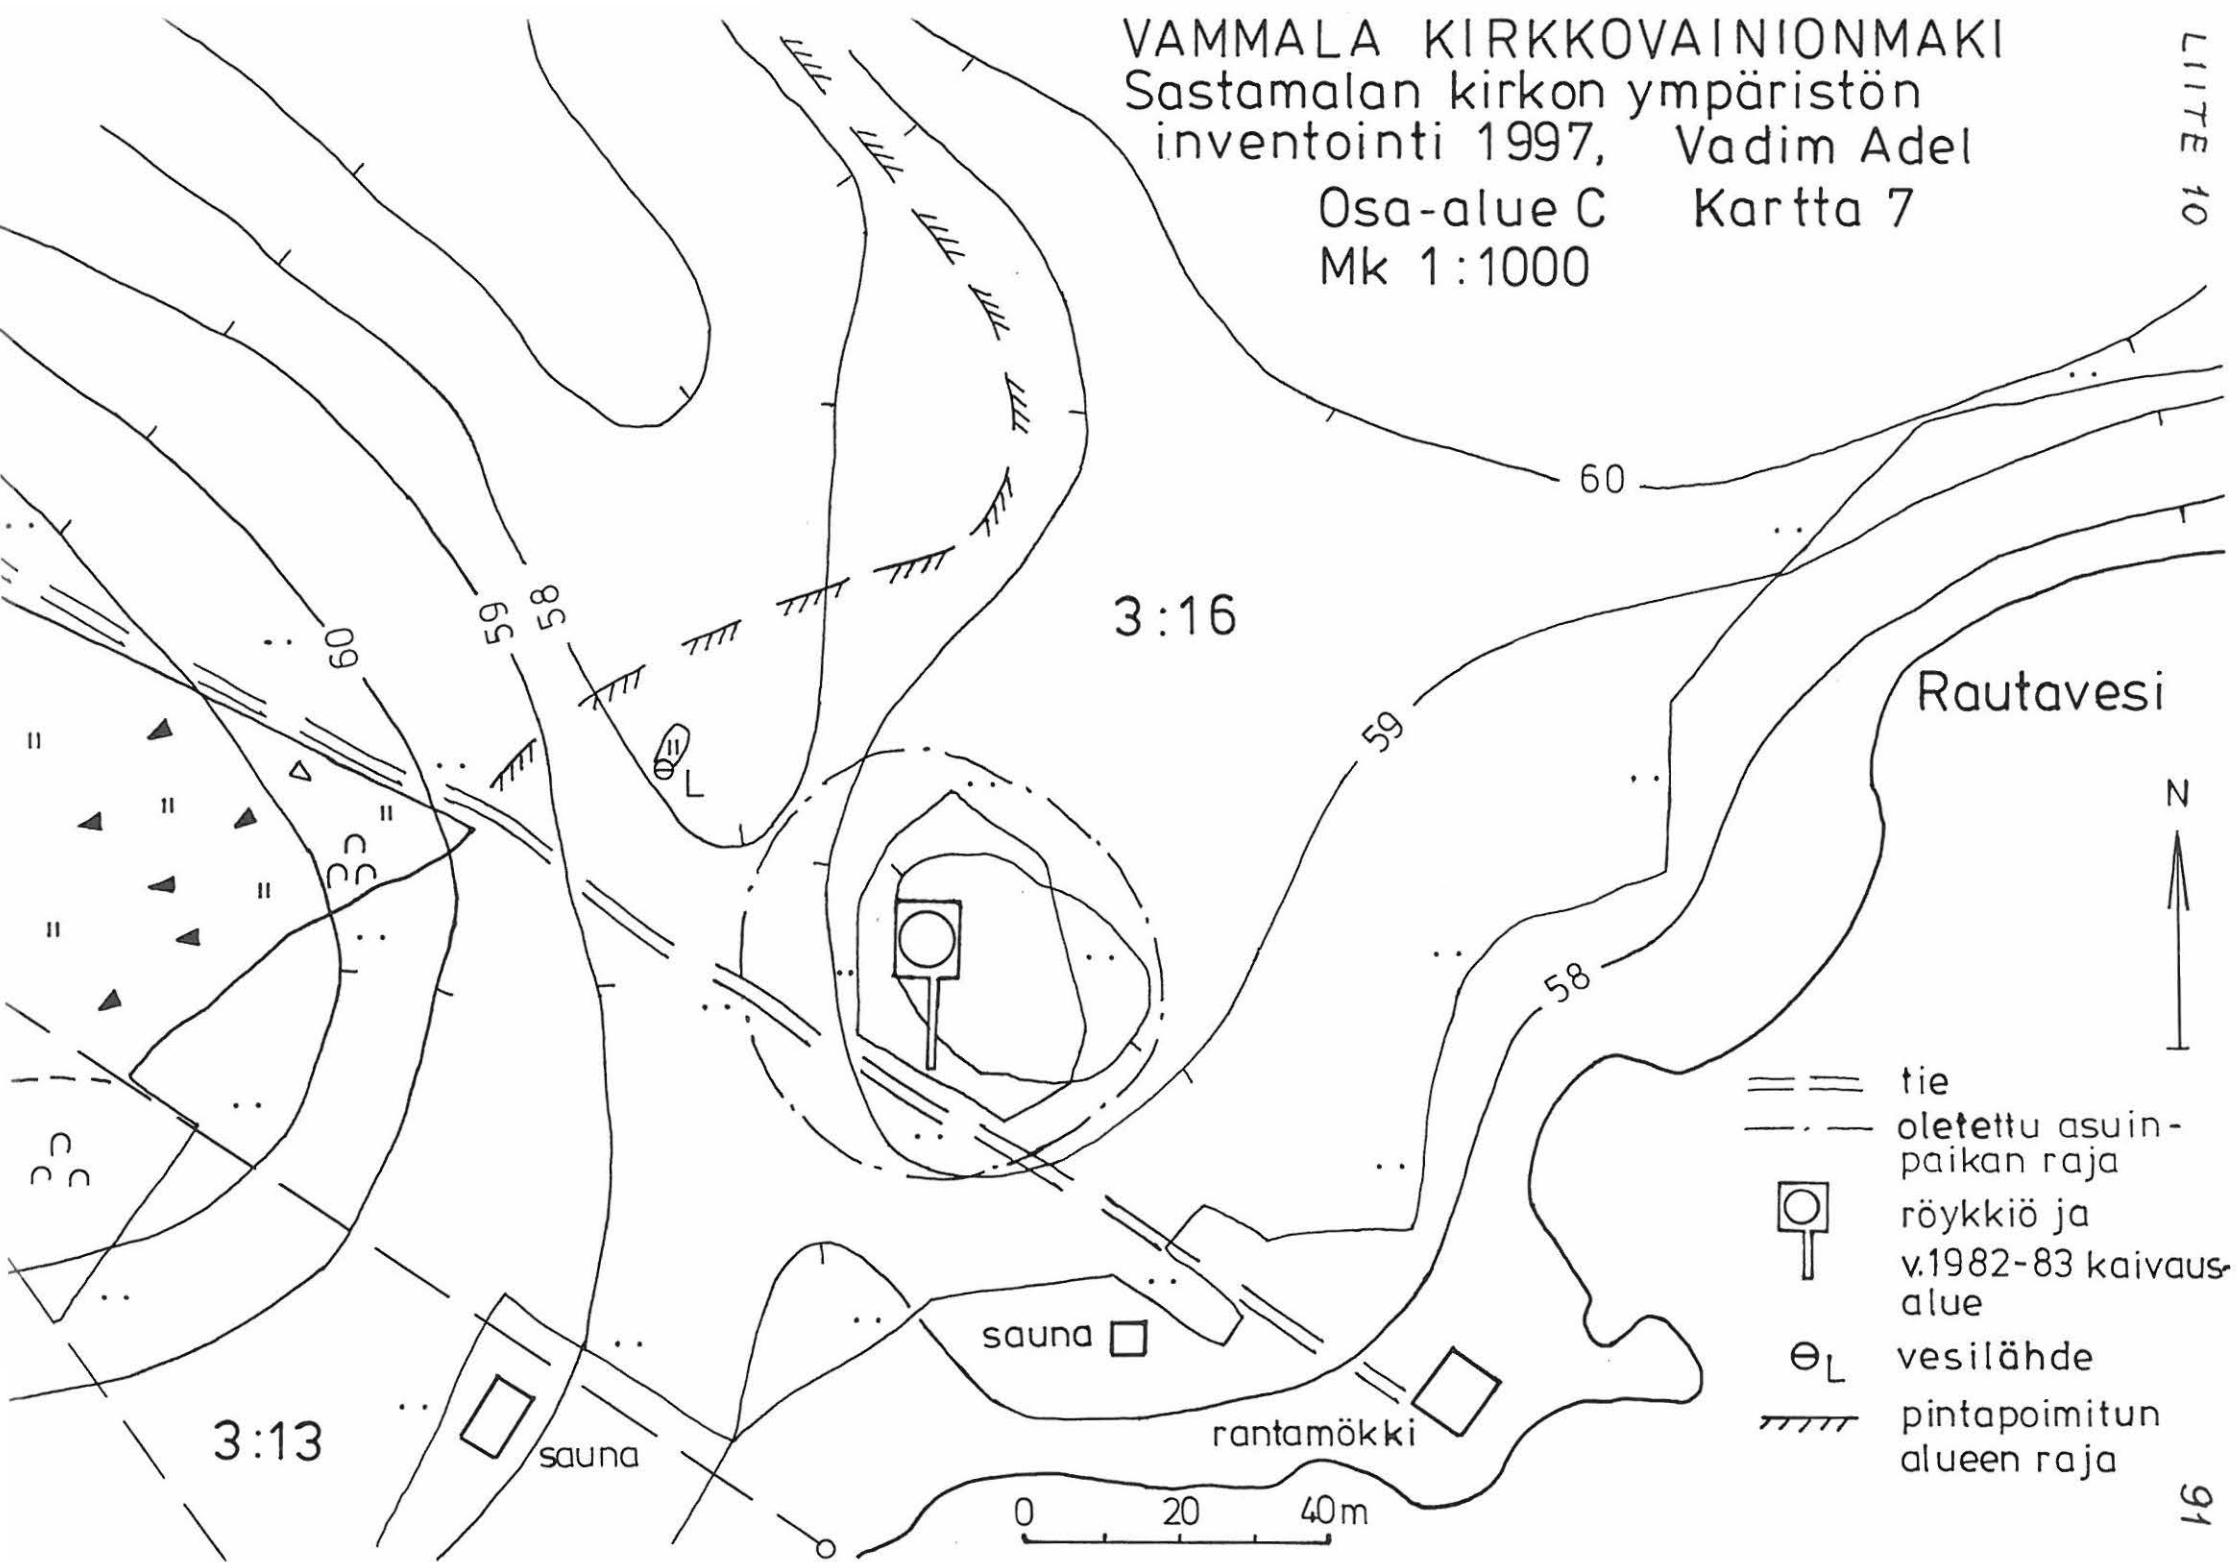 VAMMALA KIRKKOVAINIONMAKI
Sastamalan kirkon ympäristön
inventointi 1997, Vadim Adel
Osa-alue C Kartta 7
Mk 1:1000
LIITE 10
60
58
59
60
3:16
59
Rautavesi
L
N
58
tie
oletettu asuin-
paikan raja
röykkiö ja
v.1982-83 kaivaus-
alue
L vesilähde
pintapoimitun
alueen raja
sauna
rantamökki
3:13
sauna
0 20 40m
91